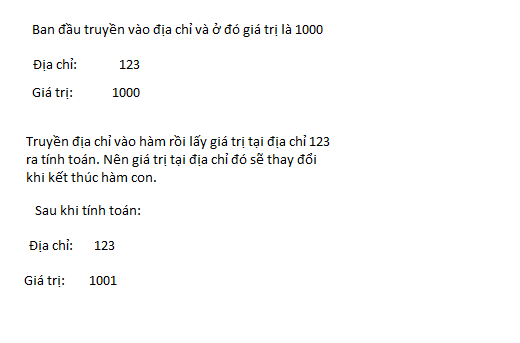 Ban đầu truyền vào địa chỉ và ở đó giá trị là 1000
Địa chỉ: 123
Giá trị: 1000
Truyền địa chỉ vào hàm rồi lấy giá trị tại địa chỉ 123
ra tính toán. Nên giá trị tại địa chỉ đó sẽ thay đổi
khi kết thúc hàm con.
Sau khi tính toán:
Địa chỉ: 123
Giá trị: 1001